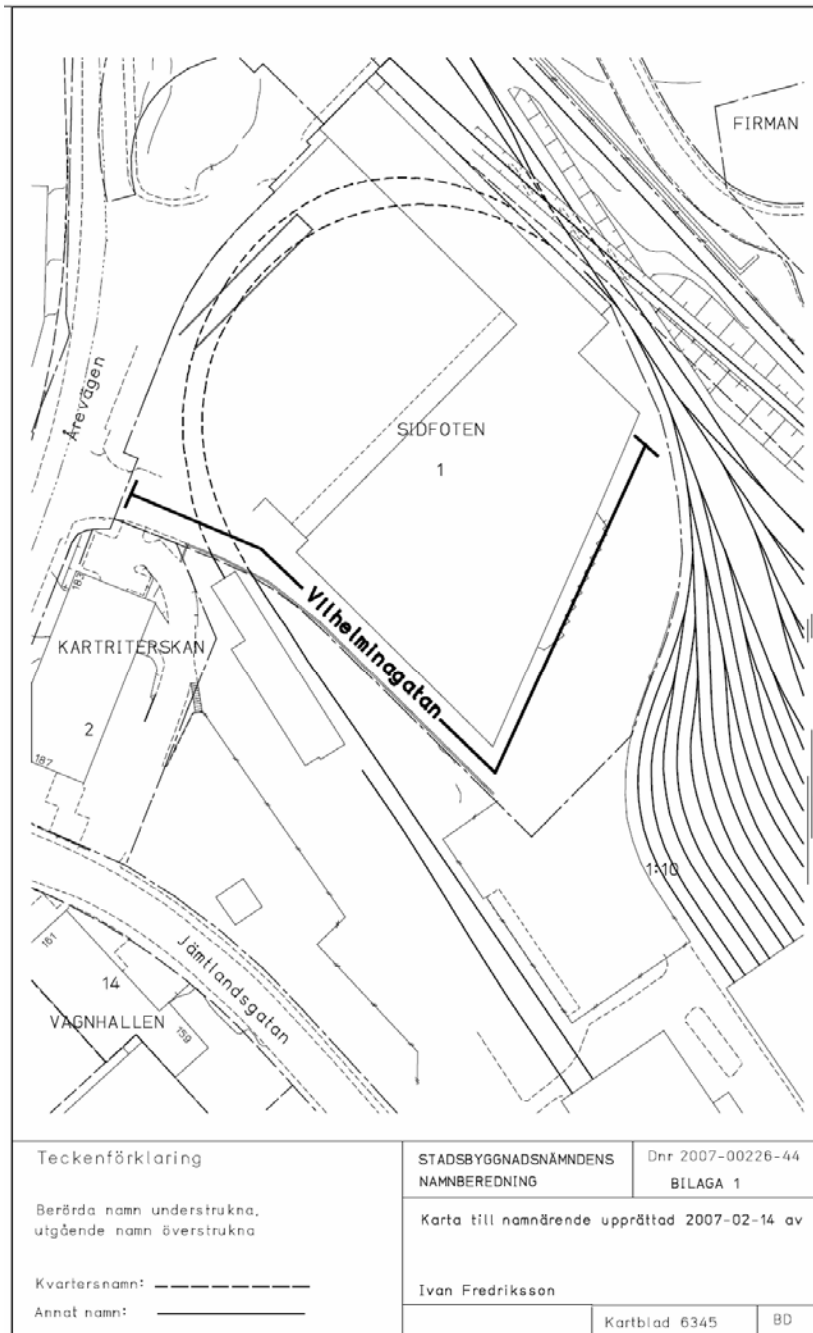 FIRMAN
Årevägen
SIDFOTEN
1
183
Vilhelminagatan
KARTRITERSKAN
2
187
1:10
161
Jämtlandsgatan
14
VAGNHALLEN
159
Teckenförklaring
Berörda namn understrukna,
utgående namn överstrukna
Kvartersnamn:
Annat namn:
STADSBYGGNADSNÄMNDENS
NAMNBEREDNING
Dnr 2007-00226-44
BILAGA 1
Karta till namnärende upprättad 2007-02-14 av
Ivan Fredriksson
Kartblad 6345
BD